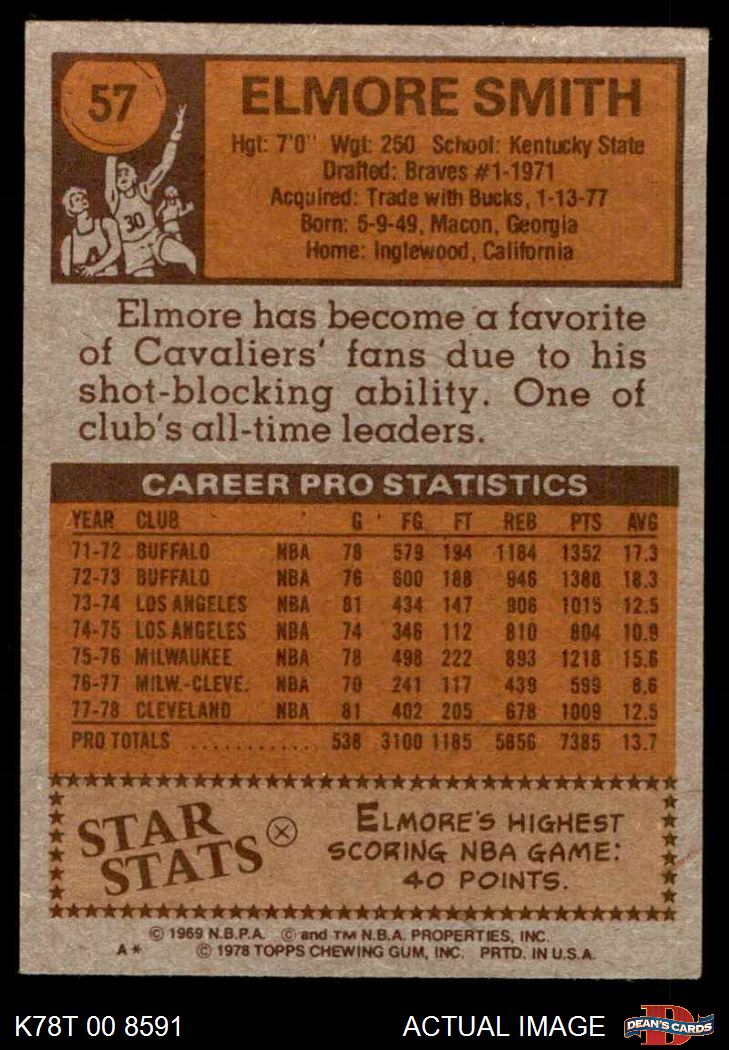 57
ELMORE SMITH
Hgt: 7'0" Wgt: 250 School: Kentucky State
Drafted: Braves #1-1971
Acquired: Trade with Bucks, 1-13-77
Born: 5-9-49, Macon, Georgia
Home: Inglewood, California
30
Elmore has become a favorite
of Cavaliers' fans due to his
shot-blocking ability. One of
club's all-time leaders.
CAREER PRO STATISTICS
YEAR CLUB G FG FT REB PTS AVG
71-72 BUFFALO NBA 78 579 194 1184 1352 17.3
72-73 BUFFALO NBA 76 600 188 946 1388 18.3
73-74 LOS ANGELES NBA 81 434 147 906 1015 12.5
74-75 LOS ANGELES NBA 74 346 112 810 804 10.9
75-76 MILWAUKEE NBA 78 498 222 893 1218 15.6
76-77 MILW.-CLEVE. NBA 70 241 117 439 599 8.6
77-78 CLEVELAND NBA 81 402 205 678 1009 12.5
PRO TOTALS ............ 538 3100 1185 5856 7385 13.7
STAR STATS
ELMORE'S HIGHEST
SCORING NBA GAME:
40 POINTS.
© 1969 N.B.P.A. © and TM N.B.A. PROPERTIES, INC.
A* © 1978 TOPPS CHEWING GUM, INC. PRTD. IN U.S.A.
K78T 00 8591 ACTUAL IMAGE DEAN'S CARDS